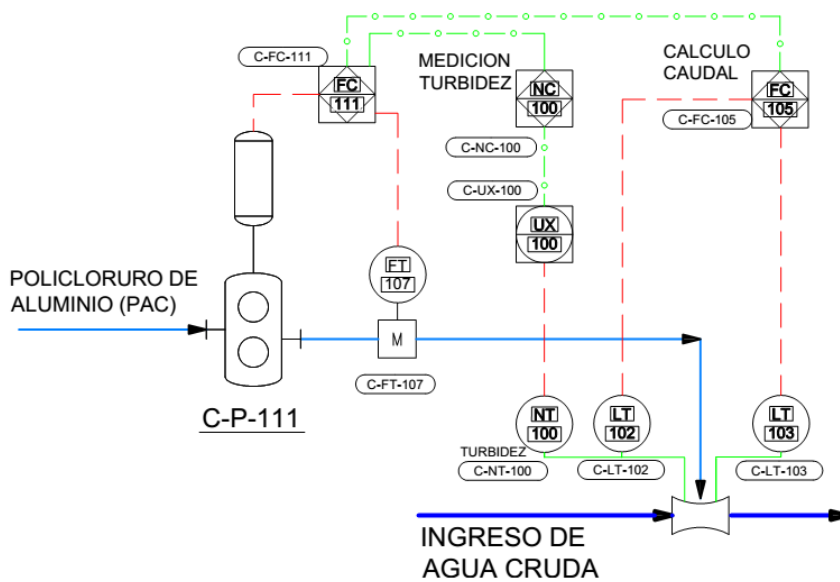 C-FC-111
FC
111
MEDICION
TURBIDEZ
NC
100
CALCULO
CAUDAL
FC
105
C-FC-105
C-NC-100
C-UX-100
UX
100
POLICLORURO DE
ALUMINIO (PAC)
FT
107
M
C-FT-107
C-P-111
NT
100
LT
102
LT
103
TURBIDEZ
C-NT-100
C-LT-102
C-LT-103
INGRESO DE
AGUA CRUDA